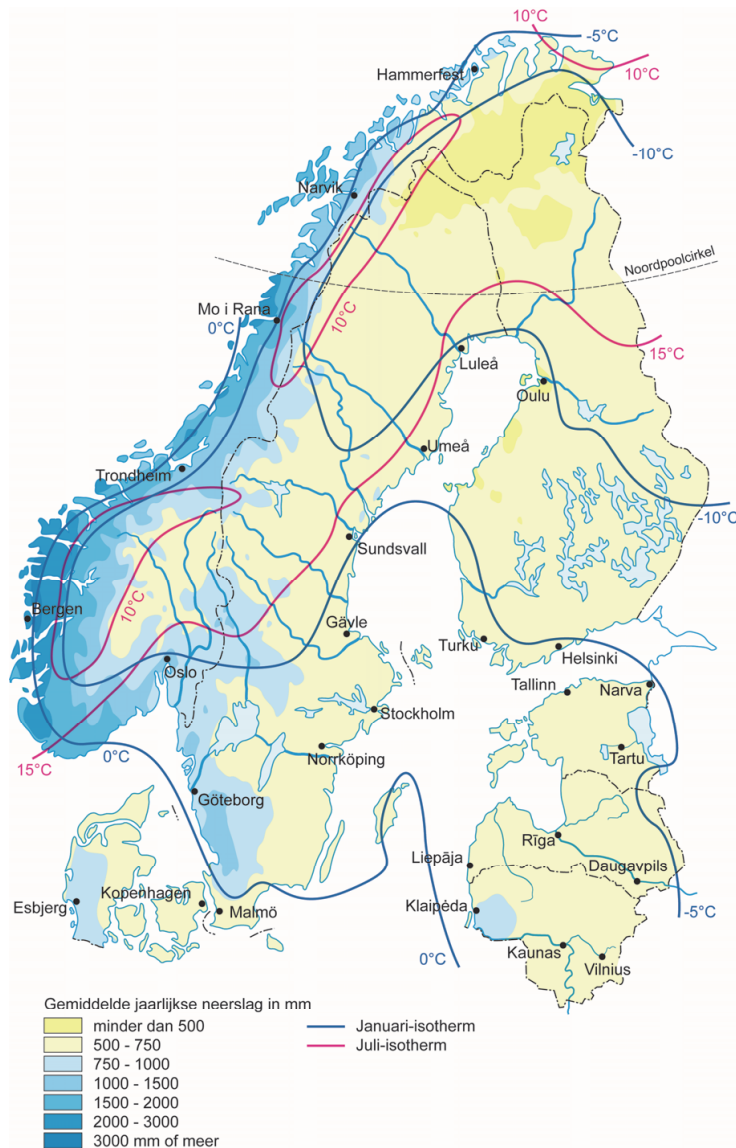 10°C
-5°C
10°C
Hammerfest
-10°C
Narvik
Noordpoolcirkel
Mo i Rana
0°C
10°C
15°C
Luleå
Oulu
Umeå
Trondheim
-10°C
Sundsvall
10°C
Bergen
Gävle
Turku
Helsinki
Oslo
Tallinn
Narva
Stockholm
15°C
0°C
Norrköping
Tartu
Göteborg
Rīga
Liepāja
Daugavpils
Kopenhagen
Esbjerg
Malmö
Klaipėda
-5°C
0°C
Kaunas
Vilnius
Gemiddelde jaarlijkse neerslag in mm
minder dan 500
500 - 750
750 - 1000
1000 - 1500
1500 - 2000
2000 - 3000
3000 mm of meer
Januari-isotherm
Juli-isotherm